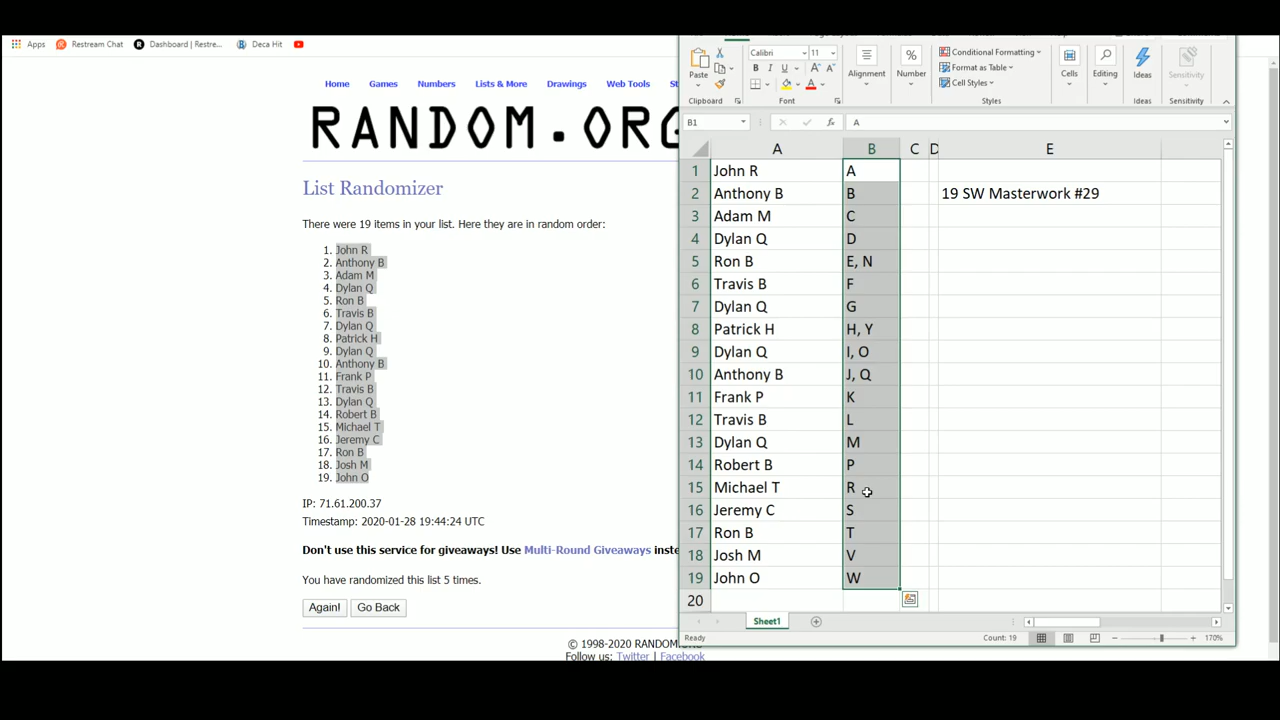 Apps Restream Chat Dashboard | Restre... Deca Hit
Home Games Numbers Lists & More Drawings Web Tools
RANDOM.ORG
List Randomizer
There were 19 items in your list. Here they are in random order:
1. John R
2. Anthony B
3. Adam M
4. Dylan Q
5. Ron B
6. Travis B
7. Dylan Q
8. Patrick H
9. Dylan Q
10. Anthony B
11. Frank P
12. Travis B
13. Dylan Q
14. Robert B
15. Michael T
16. Jeremy C
17. Ron B
18. Josh M
19. John O
IP: 71.61.200.37
Timestamp: 2020-01-28 19:44:24 UTC
Don't use this service for giveaways! Use Multi-Round Giveaways inste
You have randomized this list 5 times.
Again! Go Back
© 1998-2020 RANDOM.ORG
Follow us: Twitter | Facebook
Calibri 11
Paste
B I U
Alignment
%
Number
Conditional Formatting
Format as Table
Cell Styles
Cells
Editing
Ideas
Sensitivity
Clipboard Font Styles Ideas Sensitivity
B1 fx A
A B C D E
1 John R A
2 Anthony B B 19 SW Masterwork #29
3 Adam M C
4 Dylan Q D
5 Ron B E, N
6 Travis B F
7 Dylan Q G
8 Patrick H H, Y
9 Dylan Q I, O
10 Anthony B J, Q
11 Frank P K
12 Travis B L
13 Dylan Q M
14 Robert B P
15 Michael T R
16 Jeremy C S
17 Ron B T
18 Josh M V
19 John O W
20
Sheet1
Ready Count: 19 170%